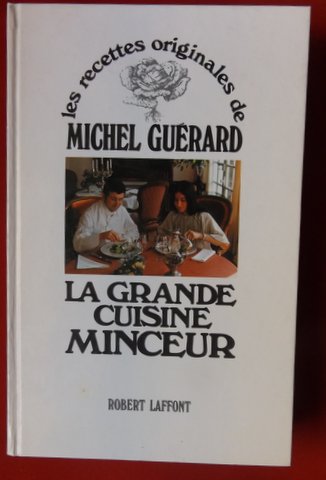 les recettes originales de
MICHEL GUÉRARD
LA GRANDE
CUISINE
MINCEUR
ROBERT LAFFONT